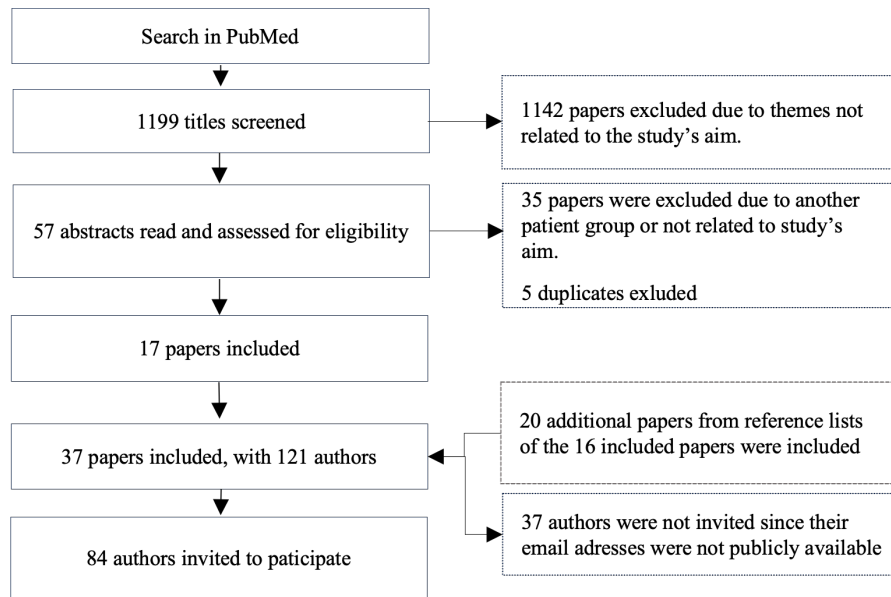 Search in PubMed
1199 titles screened
1142 papers excluded due to themes not
related to the study's aim.
57 abstracts read and assessed for eligibility
35 papers were excluded due to another
patient group or not related to study's
aim.
5 duplicates exluded
17 papers included
20 additional papers from reference lists
of the 16 included papers were included
37 papers included, with 121 authors
37 authors were not invited since their
email adresses were not publicly available
84 authors invited to paticipate